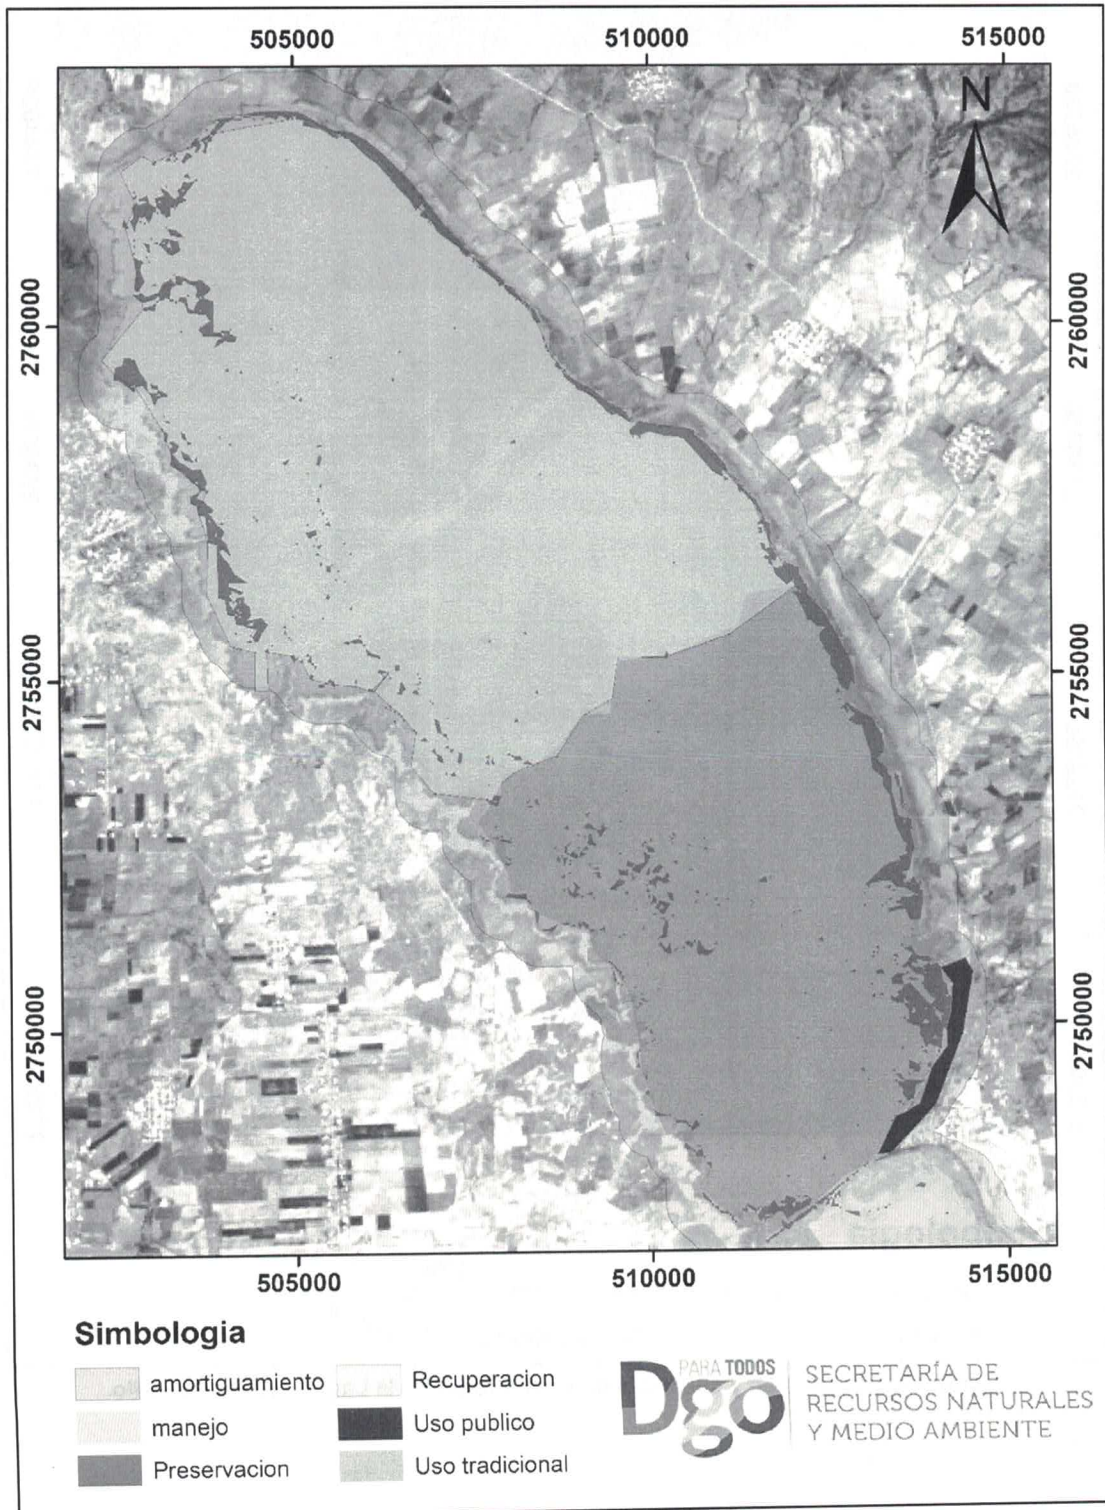 505000 510000 515000
N
2760000 2760000
2755000 2755000
2750000 2750000
505000 510000 515000
Simbologia
amortiguamiento
manejo
Preservacion
Recuperacion
Uso publico
Uso tradicional
PARA TODOS
Dgo
SECRETARÍA DE
RECURSOS NATURALES
Y MEDIO AMBIENTE